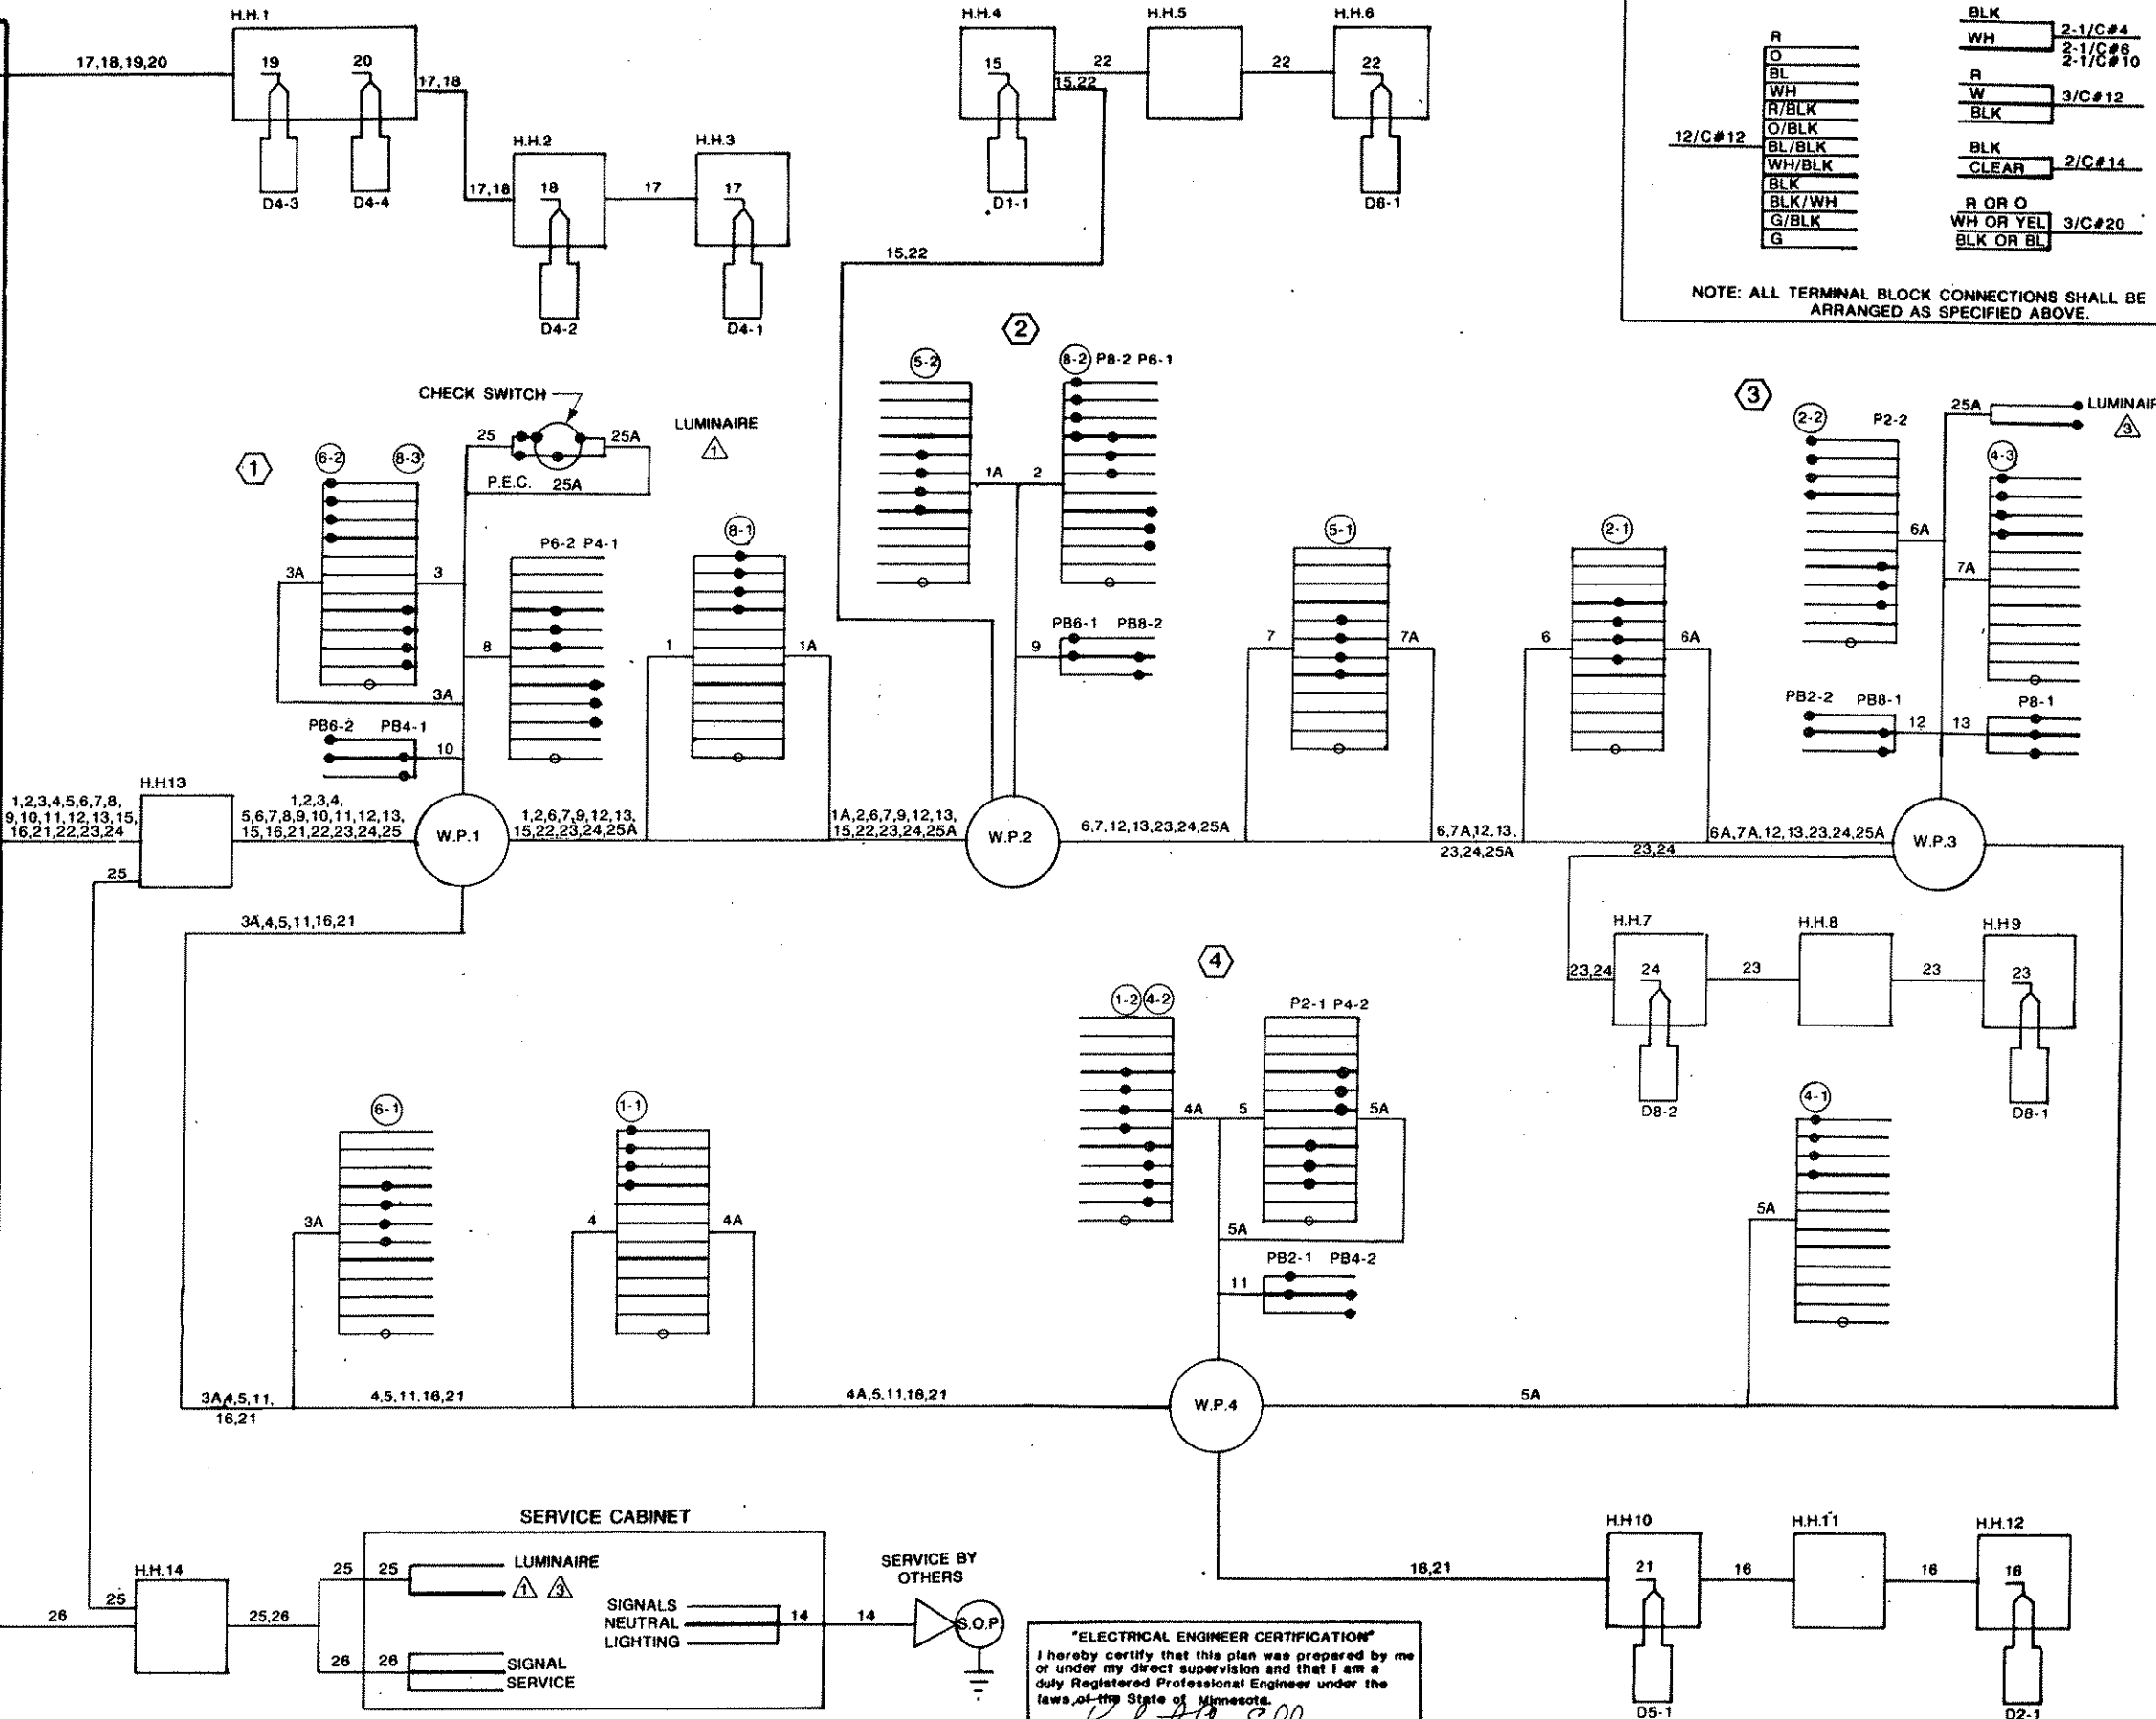 H.H.1
17,18,19,20
19
20
17,18
D4-3
D4-4
H.H.2
17,18
18
17
D4-2
H.H.3
17
D4-1
H.H.4
15
22
15,22
D1-1
H.H.5
22
H.H.6
22
D6-1
15,22
12/C#12
R
O
BL
WH
R/BLK
O/BLK
BL/BLK
WH/BLK
BLK
BLK/WH
G/BLK
G
BLK
WH
2-1/C#4
2-1/C#6
2-1/C#10
R
W
BLK
3/C#12
BLK
CLEAR
2/C#14
R OR O
WH OR YEL
BLK OR BL
3/C#20
NOTE: ALL TERMINAL BLOCK CONNECTIONS SHALL BE
ARRANGED AS SPECIFIED ABOVE.
CHECK SWITCH
25
25A
P.E.C. 25A
LUMINAIRE
1
1
6-2
8-3
3A
3
3A
8
P6-2 P4-1
PB6-2 PB4-1
10
8-1
1
1A
2
5-2
8-2
P8-2 P6-1
1A
2
PB6-1 PB8-2
9
5-1
7
7A
2-1
6
6A
3
2-2
P2-2
25A
LUMINAIR
3
4-3
6A
7A
PB2-2 PB8-1
12
13
P8-1
1,2,3,4,5,6,7,8,
9,10,11,12,13,15,
16,21,22,23,24
H.H13
25
1,2,3,4,
5,6,7,8,9,10,11,12,13,
15,16,21,22,23,24,25
W.P.1
1,2,6,7,9,12,13,
15,22,23,24,25A
1A,2,6,7,9,12,13,
15,22,23,24,25A
W.P.2
6,7,12,13,23,24,25A
6,7A,12,13,
23,24,25A
6A,7A,12,13,23,24,25A
W.P.3
23,24
3A,4,5,11,16,21
H.H.7
23,24
24
D8-2
23
H.H.8
23
H.H9
23
D8-1
4
1-2
4-2
P2-1 P4-2
4A
5
5A
5A
PB2-1 PB4-2
11
6-1
3A
1-1
4
4A
4-1
5A
3A,4,5,11,
16,21
4,5,11,16,21
4A,5,11,16,21
W.P.4
5A
SERVICE CABINET
26
H.H.14
25
25,26
25
25
LUMINAIRE
1
3
26
26
SIGNAL
SERVICE
SIGNALS
NEUTRAL
LIGHTING
14
14
SERVICE BY
OTHERS
S.O.P
16,21
H.H10
21
D5-1
16
H.H.11
16
H.H.12
16
D2-1
"ELECTRICAL ENGINEER CERTIFICATION"
I hereby certify that this plan was prepared by me
or under my direct supervision and that I am a
duly Registered Professional Engineer under the
laws of the State of Minnesota.